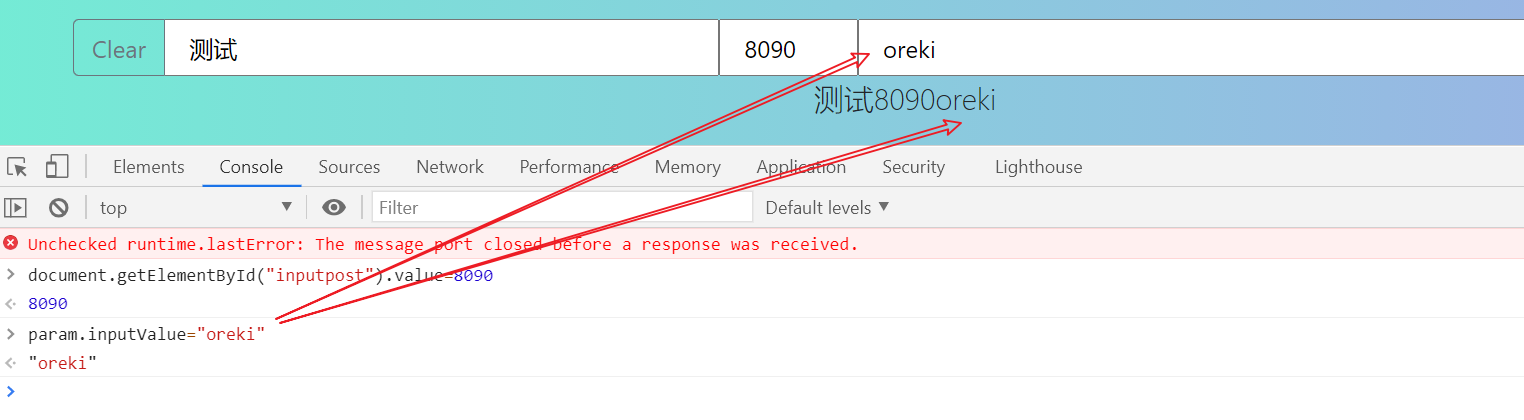 Clear 测试 8090 oreki
测试8090oreki
Elements Console Sources Network Performance Memory Application Security Lighthouse
top Filter Default levels
Unchecked runtime.lastError: The message port closed before a response was received.
document.getElementById("inputpost").value=8090
8090
param.inputValue="oreki"
"oreki"